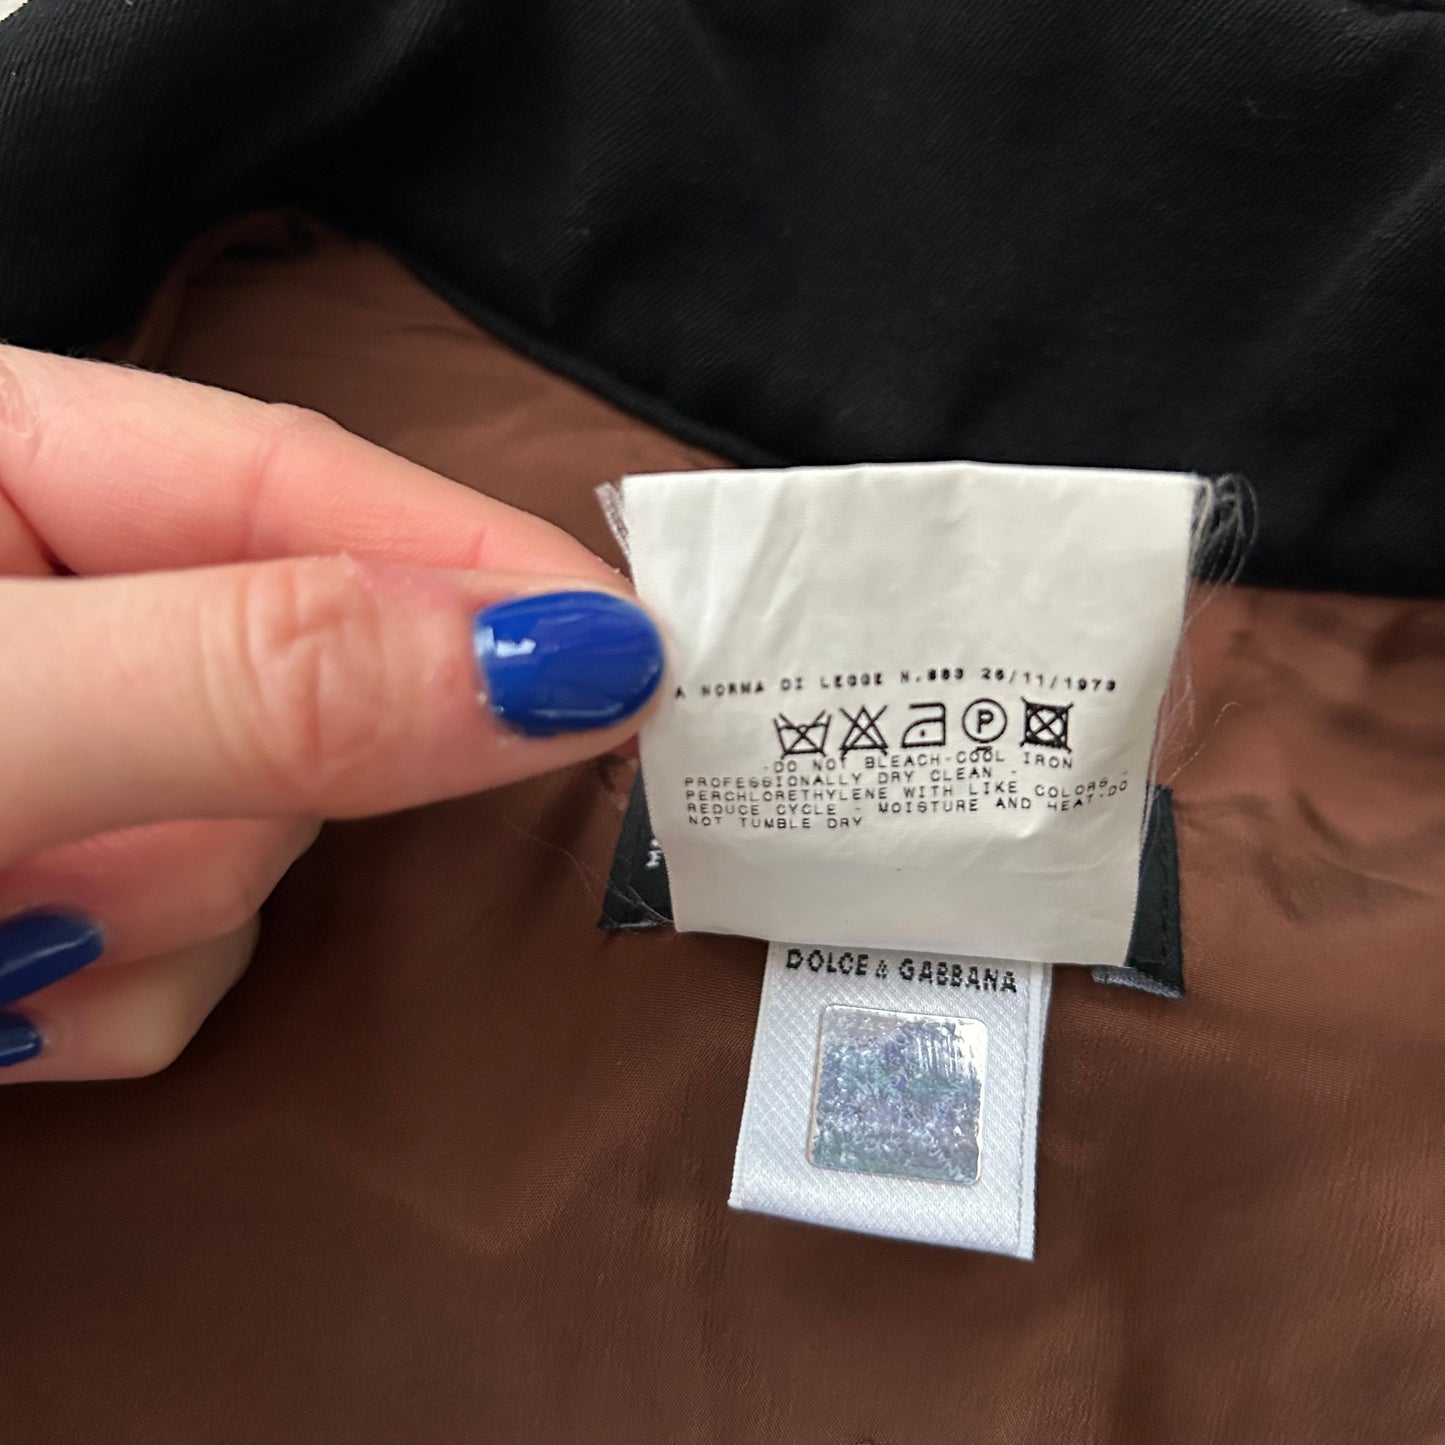 A NORMA DI LEGGE N.883 26/11/1973
P
-DO NOT BLEACH-COOL IRON
PROFESSIONALLY DRY CLEAN -
PERCHLORETHYLENE WITH LIKE COLORS -
REDUCE CYCLE - MOISTURE AND HEAT-DO
NOT TUMBLE DRY
DOLCE & GABBANA